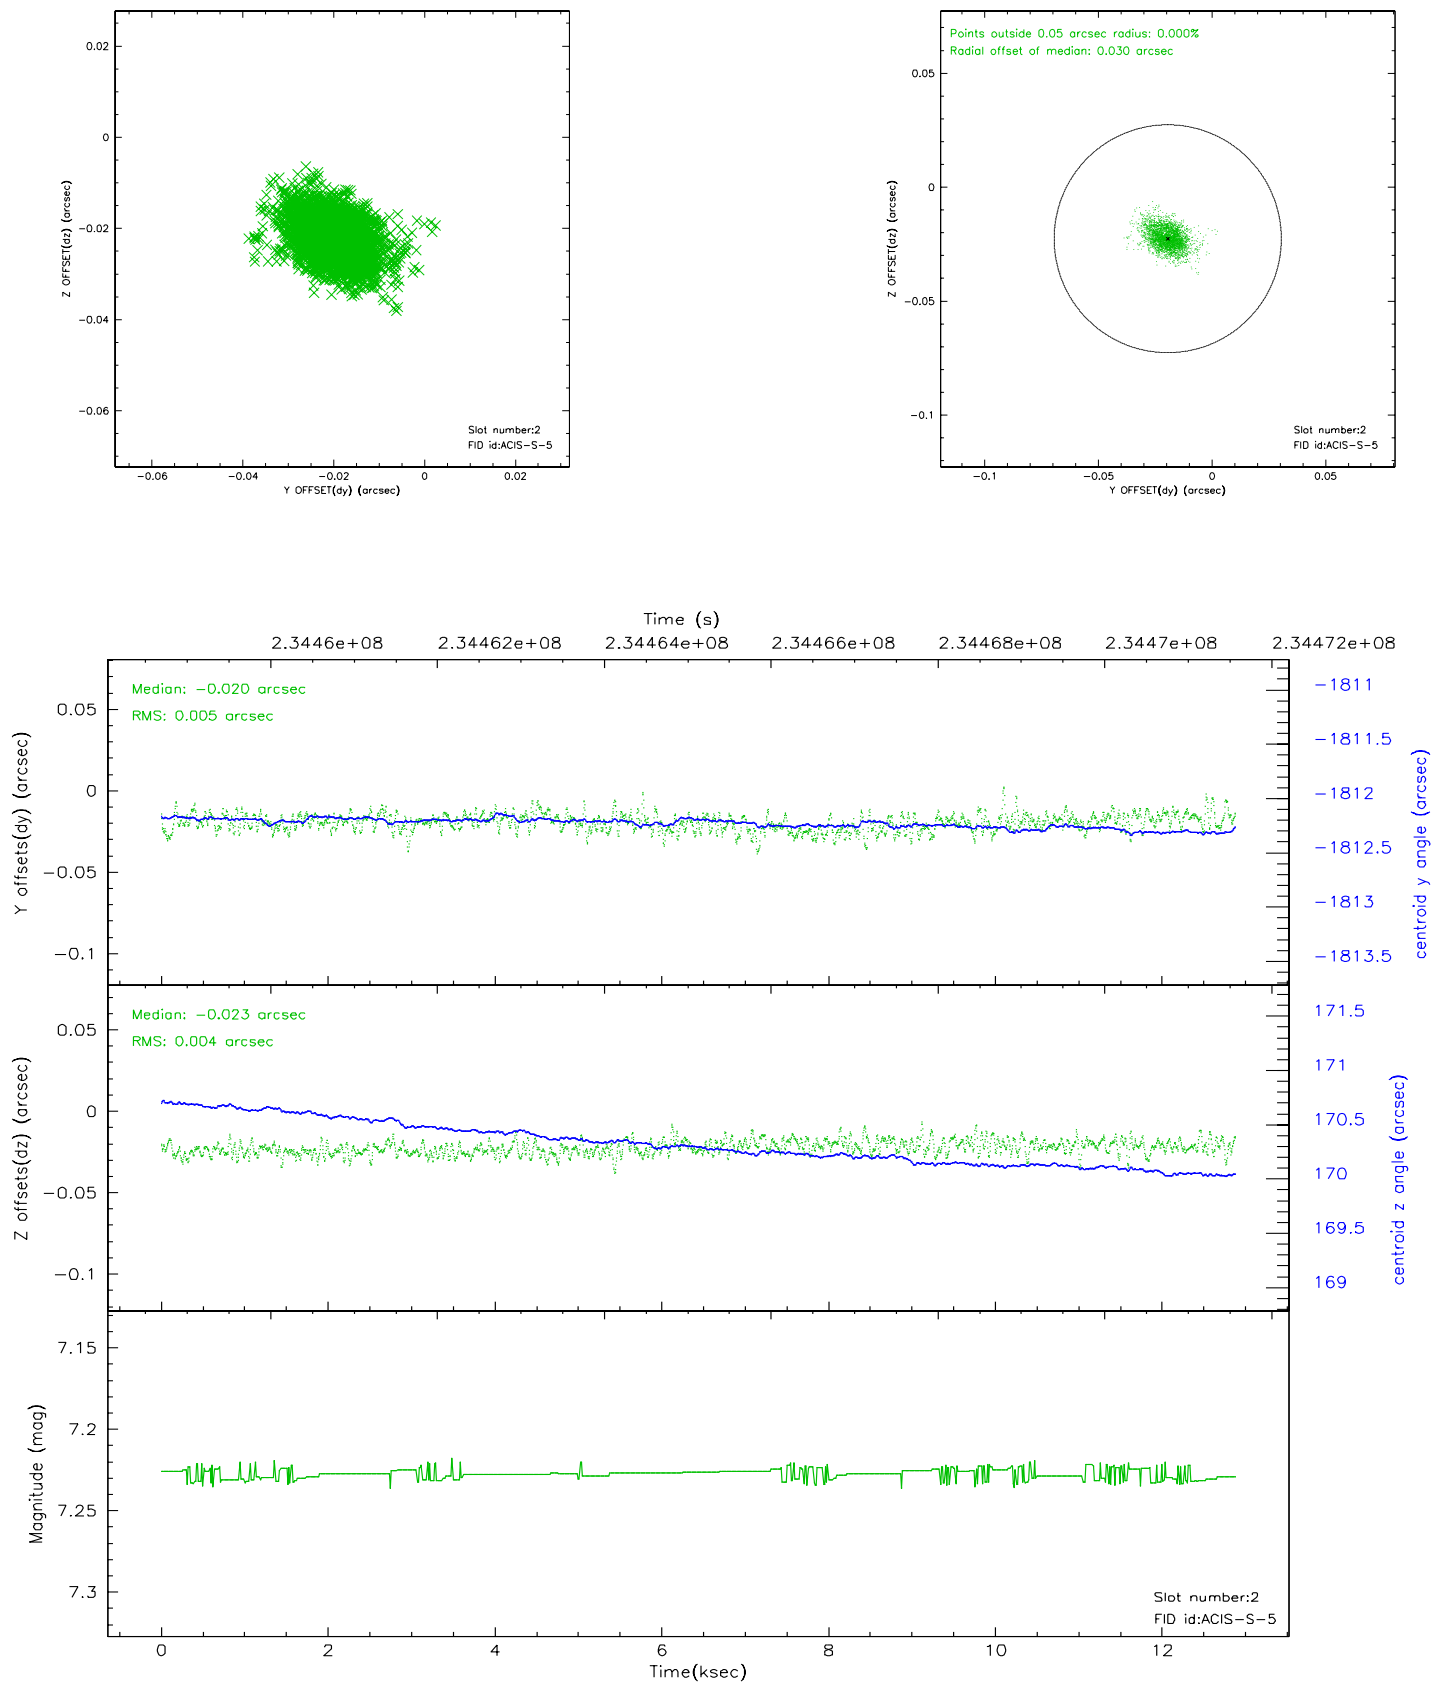 0.02
0
-0.02
-0.04
-0.06
Z OFFSET(dz) (arcsec)
Slot number:2
FID id:ACIS-S-5
-0.06 -0.04 -0.02 0 0.02
Y OFFSET(dy) (arcsec)
Points outside 0.05 arcsec radius: 0.000%
Radial offset of median: 0.030 arcsec
0.05
0
-0.05
-0.1
Z OFFSET(dz) (arcsec)
Slot number:2
FID id:ACIS-S-5
-0.1 -0.05 0 0.05
Y OFFSET(dy) (arcsec)
Time (s)
2.3446e+08 2.34462e+08 2.34464e+08 2.34466e+08 2.34468e+08 2.3447e+08 2.34472e+08
Median: -0.020 arcsec
RMS: 0.005 arcsec
0.05
0
-0.05
-0.1
Y offsets(dy) (arcsec)
-1811
-1811.5
-1812
-1812.5
-1813
-1813.5
centroid y angle (arcsec)
Median: -0.023 arcsec
RMS: 0.004 arcsec
0.05
0
-0.05
-0.1
Z offsets(dz) (arcsec)
171.5
171
170.5
170
169.5
169
centroid z angle (arcsec)
7.15
7.2
7.25
7.3
Magnitude (mag)
Slot number:2
FID id:ACIS-S-5
0 2 4 6 8 10 12
Time(ksec)